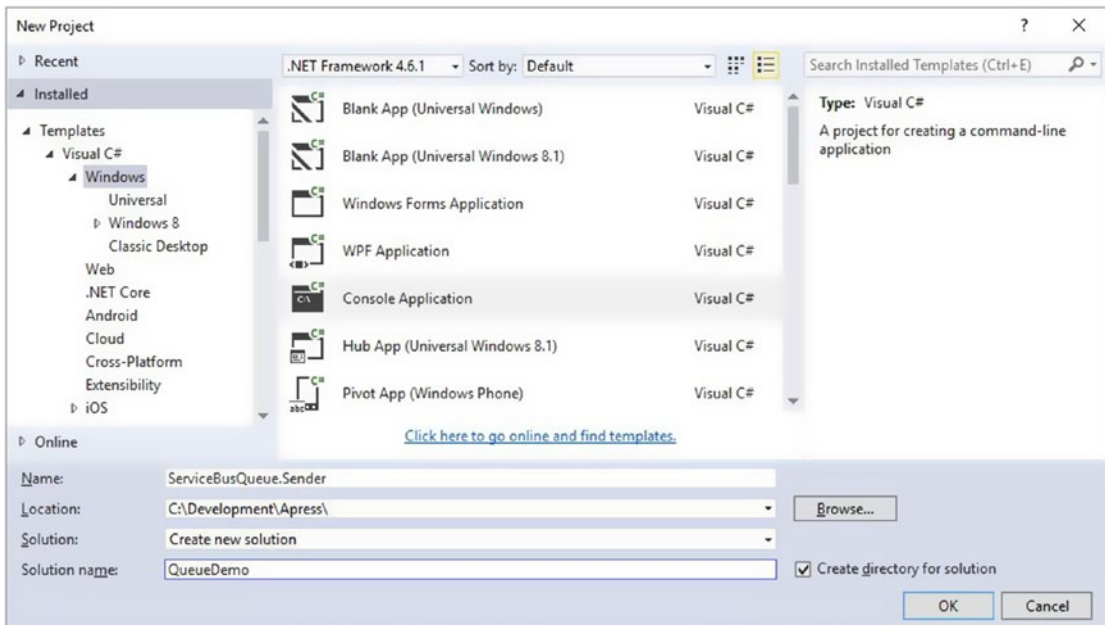 New Project
? ×
Recent
.NET Framework 4.6.1 Sort by: Default
Search Installed Templates (Ctrl+E)
Installed
Templates
Visual C#
Windows
Universal
Windows 8
Classic Desktop
Web
.NET Core
Android
Cloud
Cross-Platform
Extensibility
iOS
Online
Blank App (Universal Windows) Visual C#
Blank App (Universal Windows 8.1) Visual C#
Windows Forms Application Visual C#
WPF Application Visual C#
Console Application Visual C#
Hub App (Universal Windows 8.1) Visual C#
Pivot App (Windows Phone) Visual C#
Click here to go online and find templates.
Type: Visual C#
A project for creating a command-line
application
Name: ServiceBusQueue.Sender
Location: C:\Development\Apress\
Browse...
Solution: Create new solution
Solution name: QueueDemo
Create directory for solution
OK Cancel